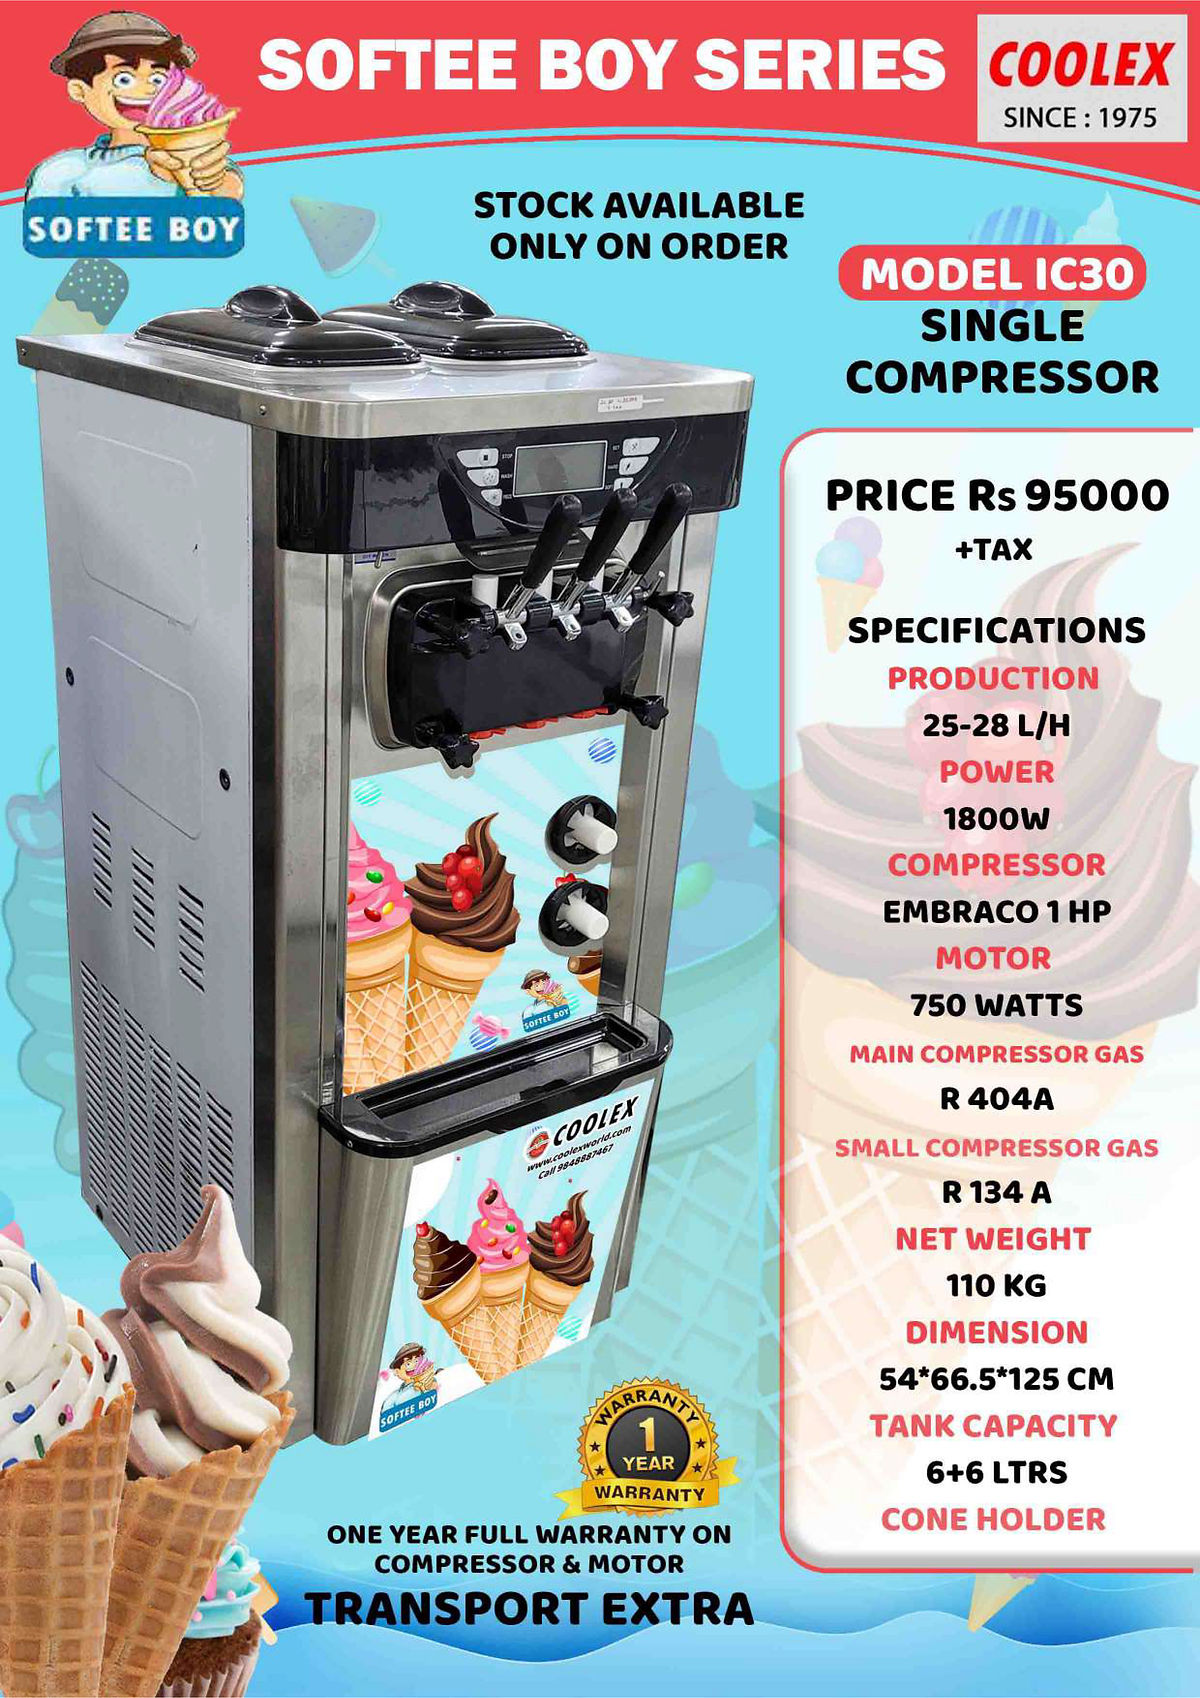 SOFTEE BOY SERIES
COOLEX
SINCE : 1975
SOFTEE BOY
STOCK AVAILABLE
ONLY ON ORDER
MODEL IC30
SINGLE
COMPRESSOR
PRICE Rs 95000
+TAX
SPECIFICATIONS
PRODUCTION
25-28 L/H
POWER
1800W
COMPRESSOR
EMBRACO 1 HP
MOTOR
750 WATTS
MAIN COMPRESSOR GAS
R 404A
SMALL COMPRESSOR GAS
R 134 A
NET WEIGHT
110 KG
DIMENSION
54*66.5*125 CM
TANK CAPACITY
6+6 LTRS
CONE HOLDER
STOP
WASH
SOFTEE BOY
COOLEX
www.coolexworld.com
Call 9848887467
SOFTEE BOY
WARRANTY
1
YEAR
WARRANTY
ONE YEAR FULL WARRANTY ON
COMPRESSOR & MOTOR
TRANSPORT EXTRA